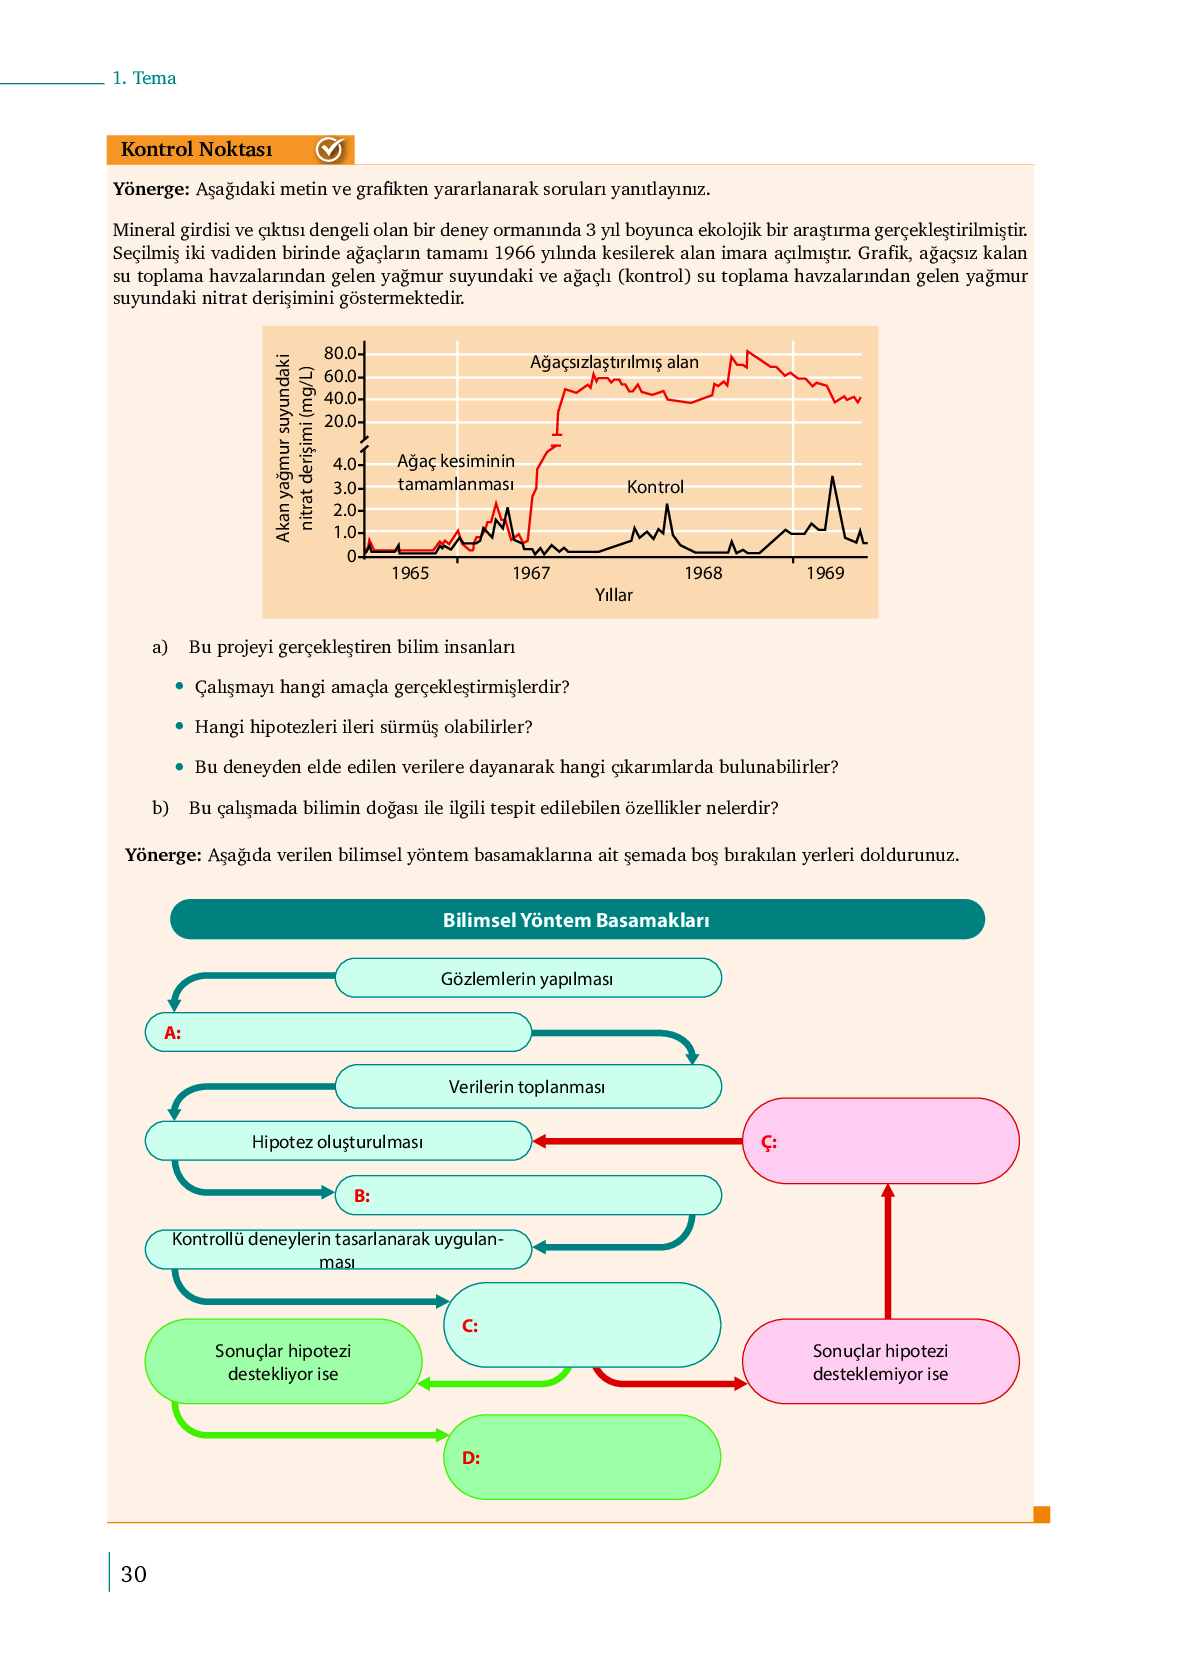 1. Tema
Kontrol Noktası
Yönerge: Aşağıdaki metin ve grafikten yararlanarak soruları yanıtlayınız.
Mineral girdisi ve çıktısı dengeli olan bir deney ormanında 3 yıl boyunca ekolojik bir araştırma gerçekleştirilmiştir.
Seçilmiş iki vadiden birinde ağaçların tamamı 1966 yılında kesilerek alan imara açılmıştır. Grafik, ağaçsız kalan
su toplama havzalarından gelen yağmur suyundaki ve ağaçlı (kontrol) su toplama havzalarından gelen yağmur
suyundaki nitrat derişimini göstermektedir.
Akan yağmur suyundaki
nitrat derişimi (mg/L)
80.0
60.0
40.0
20.0
4.0
3.0
2.0
1.0
0
Ağaçsızlaştırılmış alan
Ağaç kesiminin
tamamlanması
Kontrol
1965 1967 1968 1969
Yıllar
a) Bu projeyi gerçekleştiren bilim insanları
• Çalışmayı hangi amaçla gerçekleştirmişlerdir?
• Hangi hipotezleri ileri sürmüş olabilirler?
• Bu deneyden elde edilen verilere dayanarak hangi çıkarımlarda bulunabilirler?
b) Bu çalışmada bilimin doğası ile ilgili tespit edilebilen özellikler nelerdir?
Yönerge: Aşağıda verilen bilimsel yöntem basamaklarına ait şemada boş bırakılan yerleri doldurunuz.
Bilimsel Yöntem Basamakları
Gözlemlerin yapılması
A:
Verilerin toplanması
Hipotez oluşturulması
Ç:
B:
Kontrollü deneylerin tasarlanarak uygulan-
ması
C:
Sonuçlar hipotezi
destekliyor ise
Sonuçlar hipotezi
desteklemiyor ise
D:
30